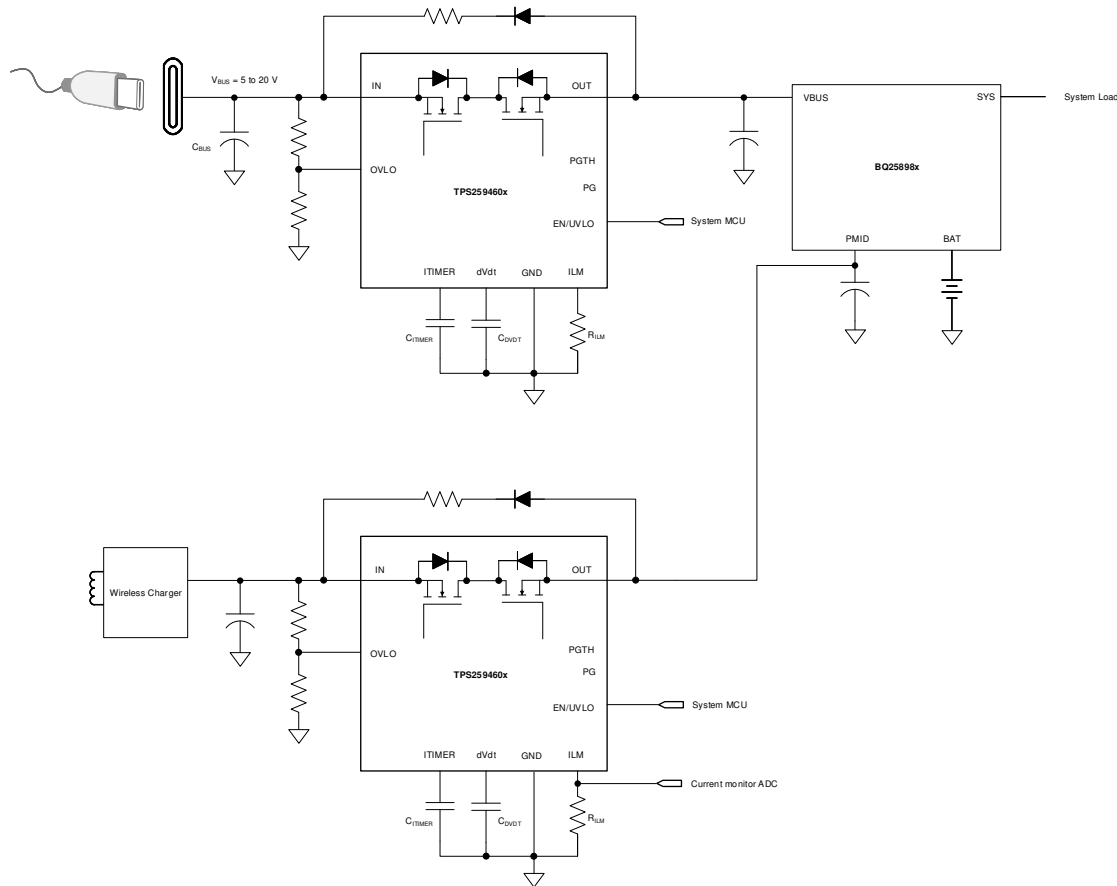 V_BUS = 5 to 20 V
C_BUS
IN
OUT
OVLO
PGTH
PG
TPS259460x
EN/UVLO
System MCU
ITIMER
dVdt
GND
ILM
C_ITIMER
C_DVDT
R_ILM
VBUS
SYS
System Load
BQ25898x
PMID
BAT
Wireless Charger
IN
OUT
OVLO
PGTH
PG
TPS259460x
EN/UVLO
System MCU
ITIMER
dVdt
GND
ILM
Current monitor ADC
C_ITIMER
C_DVDT
R_ILM